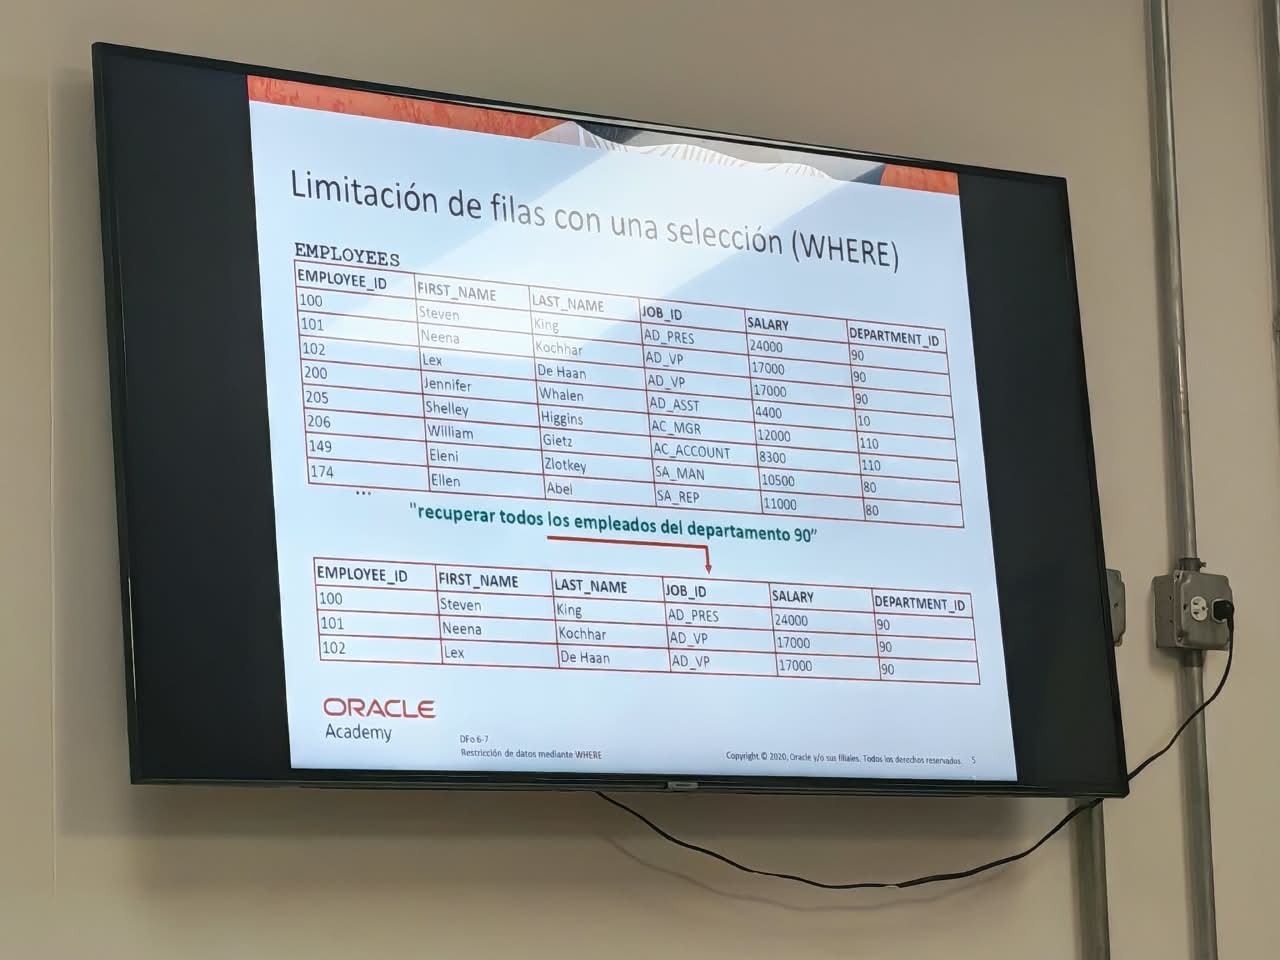 Limitación de filas con una selección (WHERE)
EMPLOYEES
EMPLOYEE_ID FIRST_NAME LAST_NAME JOB_ID SALARY DEPARTMENT_ID
100 Steven King AD_PRES 24000 90
101 Neena Kochhar AD_VP 17000 90
102 Lex De Haan AD_VP 17000 90
200 Jennifer Whalen AD_ASST 4400 10
205 Shelley Higgins AC_MGR 12000 110
206 William Gietz AC_ACCOUNT 8300 110
149 Eleni Zlotkey SA_MAN 10500 80
174 Ellen Abel SA_REP 11000 80
...
"recuperar todos los empleados del departamento 90"
EMPLOYEE_ID FIRST_NAME LAST_NAME JOB_ID SALARY DEPARTMENT_ID
100 Steven King AD_PRES 24000 90
101 Neena Kochhar AD_VP 17000 90
102 Lex De Haan AD_VP 17000 90
ORACLE
Academy
DFo 6-7
Restricción de datos mediante WHERE
Copyright © 2020, Oracle y/o sus filiales. Todos los derechos reservados. 5